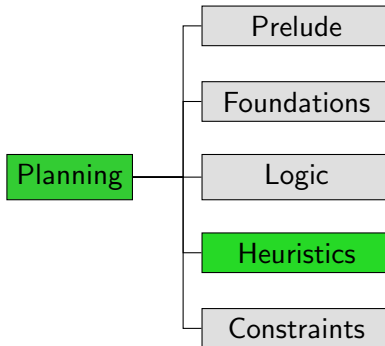 Prelude
Foundations
Planning
Logic
Heuristics
Constraints